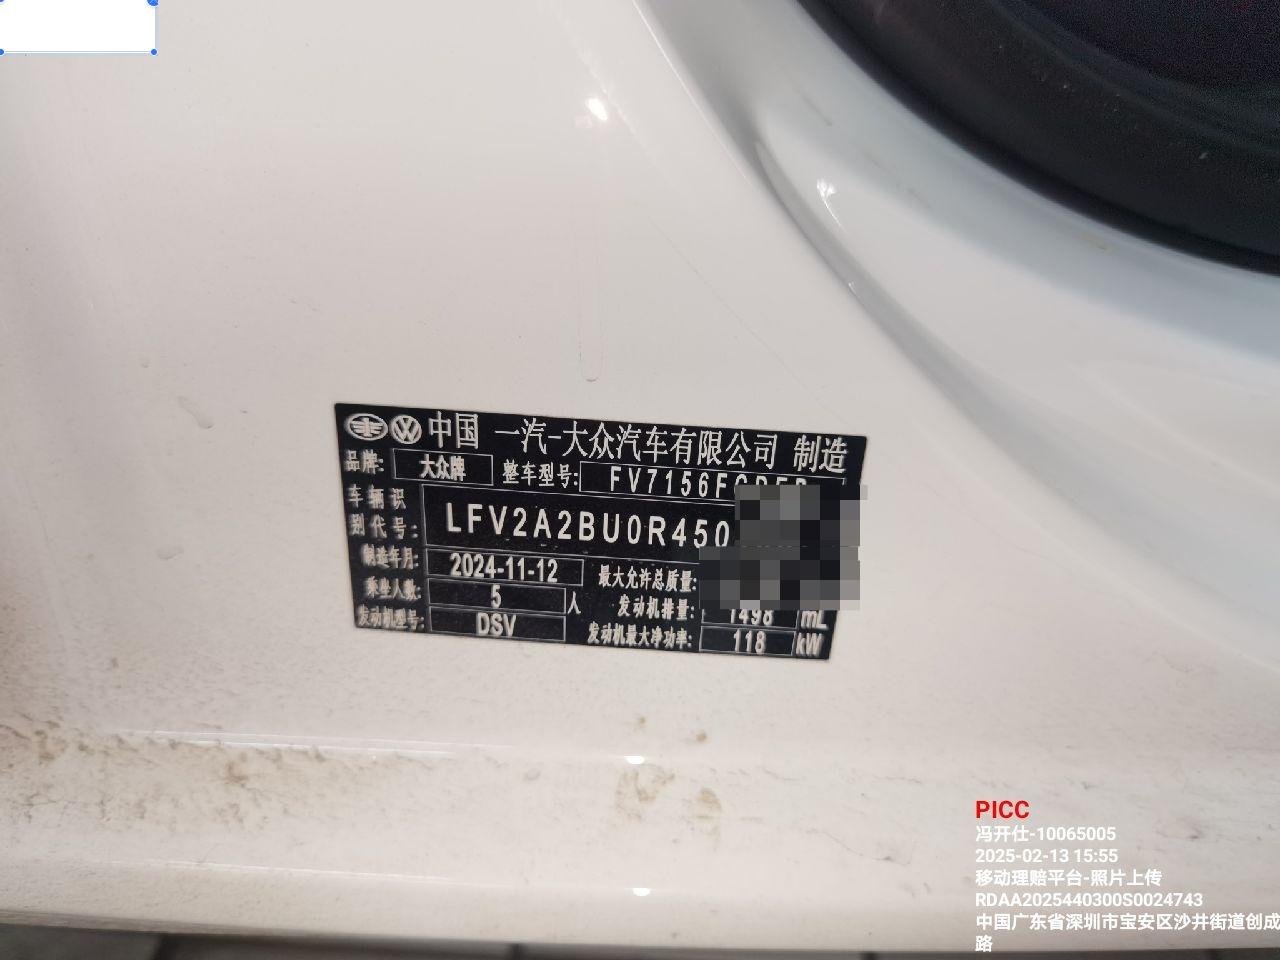 中国 一汽-大众汽车有限公司 制造
品牌: 大众牌 整车型号: FV7156F
车辆识别代号: LFV2A2BU0R450
制造年月: 2024-11-12 最大允许总质量:
乘坐人数: 5 人 发动机排量: 1498 mL
发动机型号: DSV 发动机最大净功率: 118 kW
PICC
冯开仕-10065005
2025-02-13 15:55
移动理赔平台-照片上传
RDAA2025440300S0024743
中国广东省深圳市宝安区沙井街道创成
路